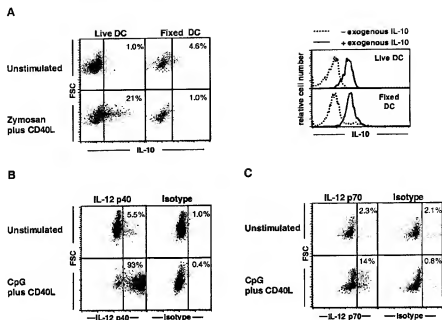 A
Live DC Fixed DC
Unstimulated
1.0% 4.6%
Zymosan
plus CD40L
21% 1.0%
FSC
IL-10
- exogenous IL-10
+ exogenous IL-10
Live DC
Fixed
DC
relative cell number
IL-10
B
IL-12 p40 Isotype
Unstimulated
5.5% 1.0%
CpG
plus CD40L
93% 0.4%
FSC
IL-12 p40 Isotype
C
IL-12 p70 Isotype
Unstimulated
2.3% 2.1%
CpG
plus CD40L
14% 0.8%
FSC
IL-12 p70 Isotype